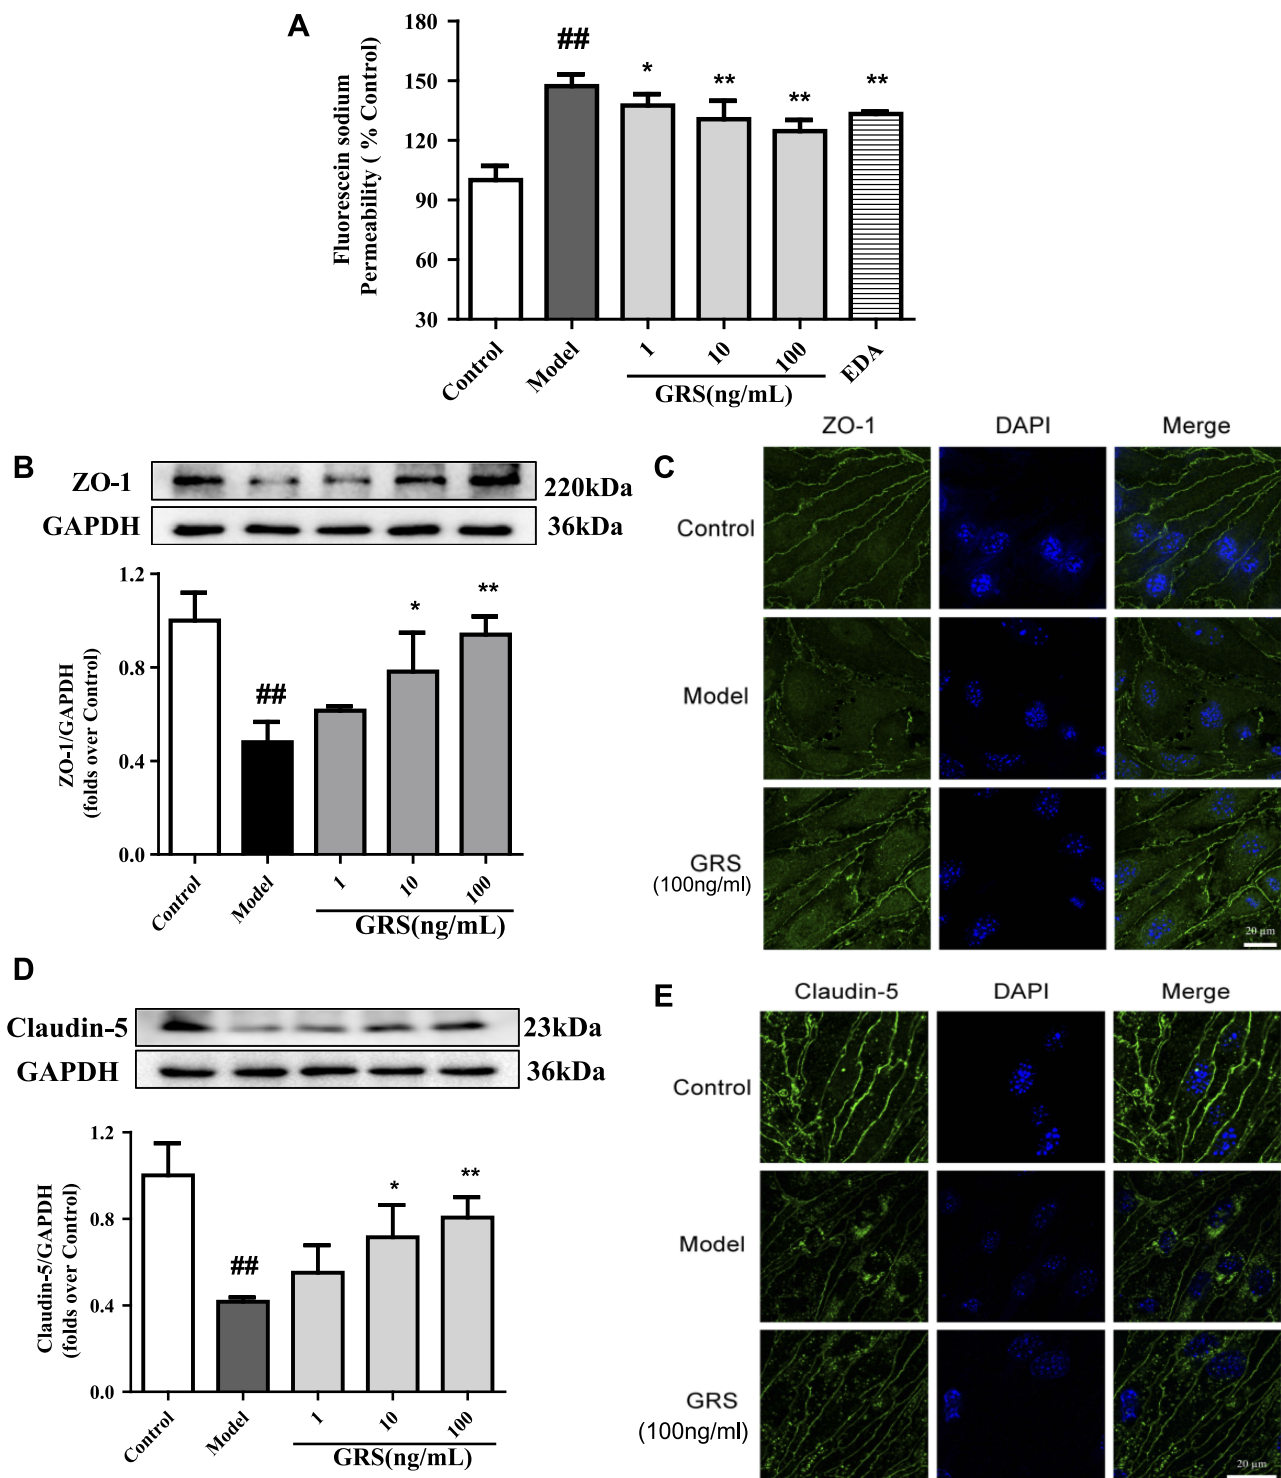 A
Fluorescein sodium
Permeability ( % Control)
180
150
120
90
60
30
##
*
**
**
**
Control
Model
1
10
100
EDA
GRS(ng/mL)
B
ZO-1
220kDa
GAPDH
36kDa
ZO-1/GAPDH
(folds over Control)
1.2
0.8
0.4
0.0
##
*
**
Control
Model
1
10
100
GRS(ng/mL)
C
ZO-1
DAPI
Merge
Control
Model
GRS
(100ng/ml)
20 μm
D
Claudin-5
23kDa
GAPDH
36kDa
Claudin-5/GAPDH
(folds over Control)
1.2
0.8
0.4
0.0
##
*
**
Control
Model
1
10
100
GRS(ng/mL)
E
Claudin-5
DAPI
Merge
Control
Model
GRS
(100ng/ml)
20 μm